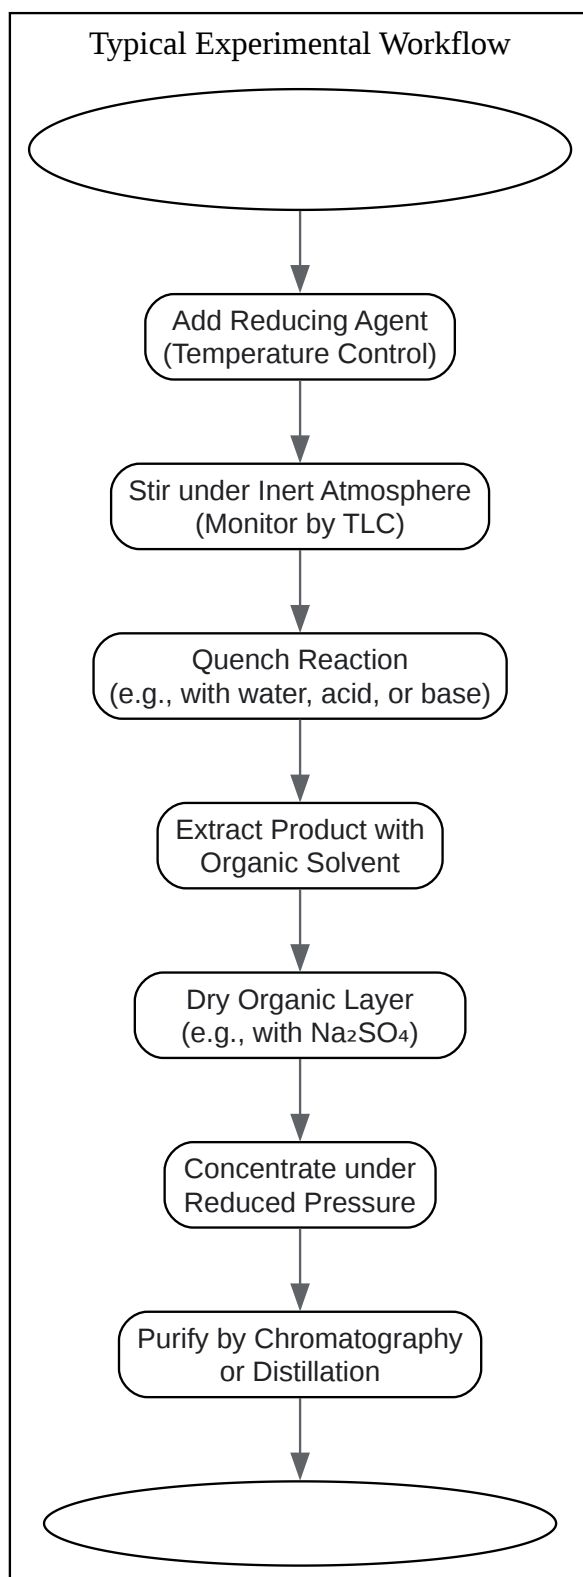 Typical Experimental Workflow
Add Reducing Agent
(Temperature Control)
Stir under Inert Atmosphere
(Monitor by TLC)
Quench Reaction
(e.g., with water, acid, or base)
Extract Product with
Organic Solvent
Dry Organic Layer
(e.g., with Na₂SO₄)
Concentrate under
Reduced Pressure
Purify by Chromatography
or Distillation